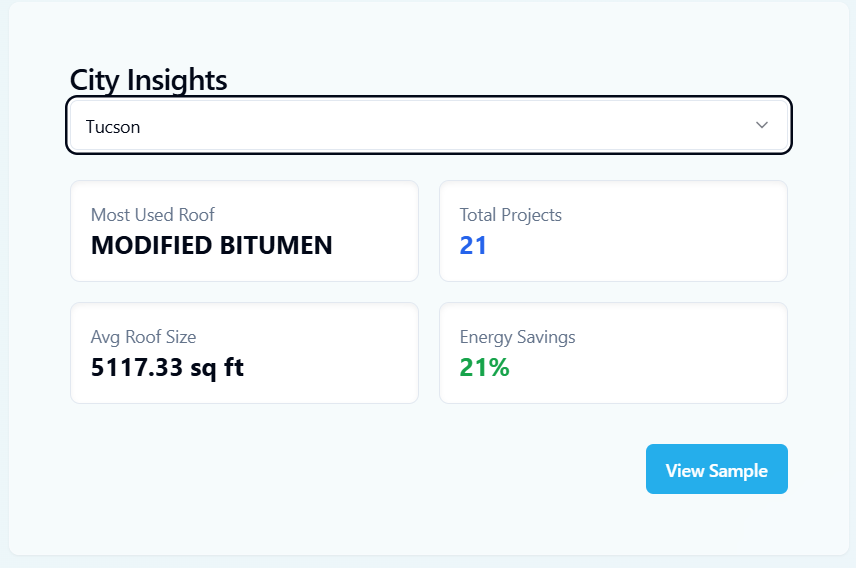 City Insights
Tucson
Most Used Roof
MODIFIED BITUMEN
Total Projects
21
Avg Roof Size
5117.33 sq ft
Energy Savings
21%
View Sample